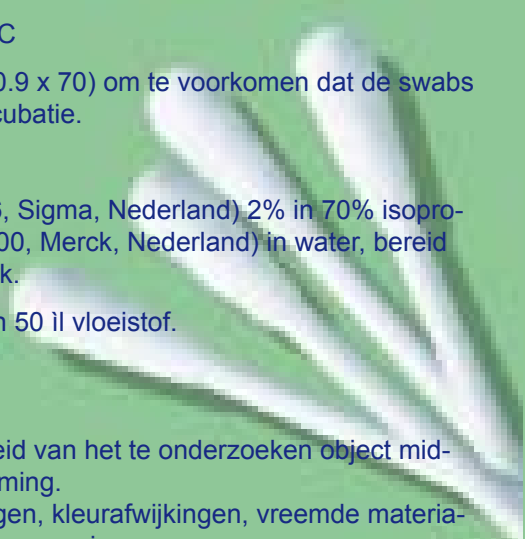 C
0.9 x 70) om te voorkomen dat de swabs
cubatie.
, Sigma, Nederland) 2% in 70% isopro-
00, Merck, Nederland) in water, bereid
k.
n 50 ìl vloeistof.
eid van het te onderzoeken object mid-
ming.
gen, kleurafwijkingen, vreemde materia-